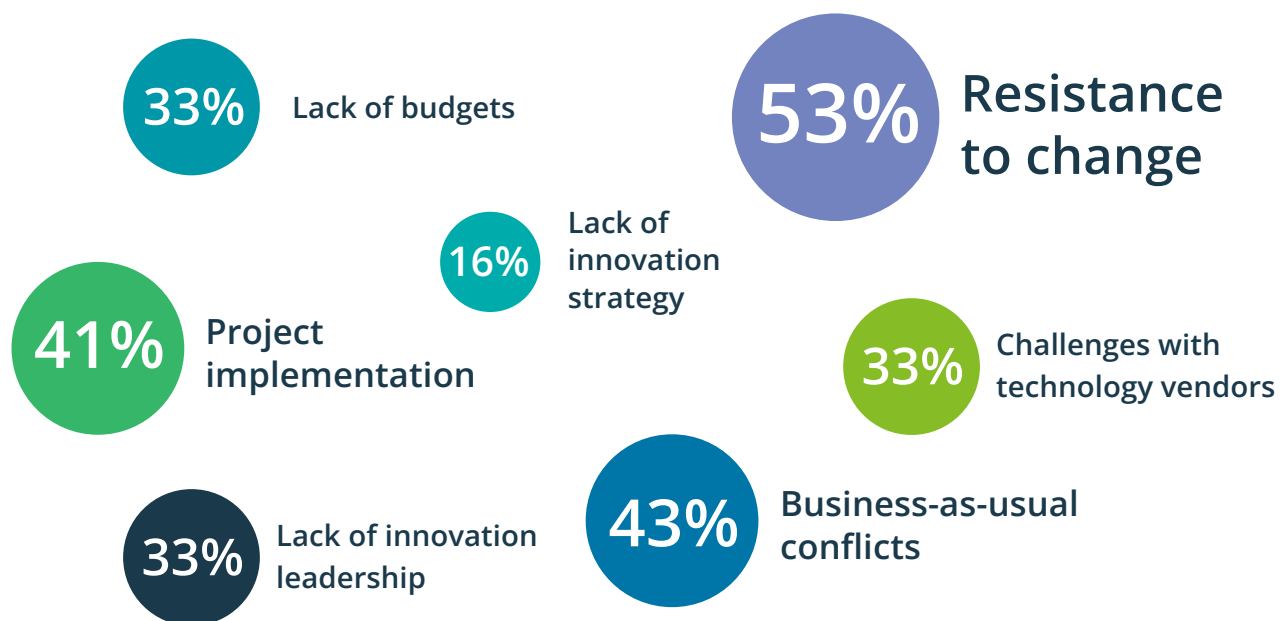 33%
Lack of budgets
53%
Resistance
to change
16%
Lack of
innovation
strategy
41%
Project
implementation
33%
Challenges with
technology vendors
33%
Lack of innovation
leadership
43%
Business-as-usual
conflicts